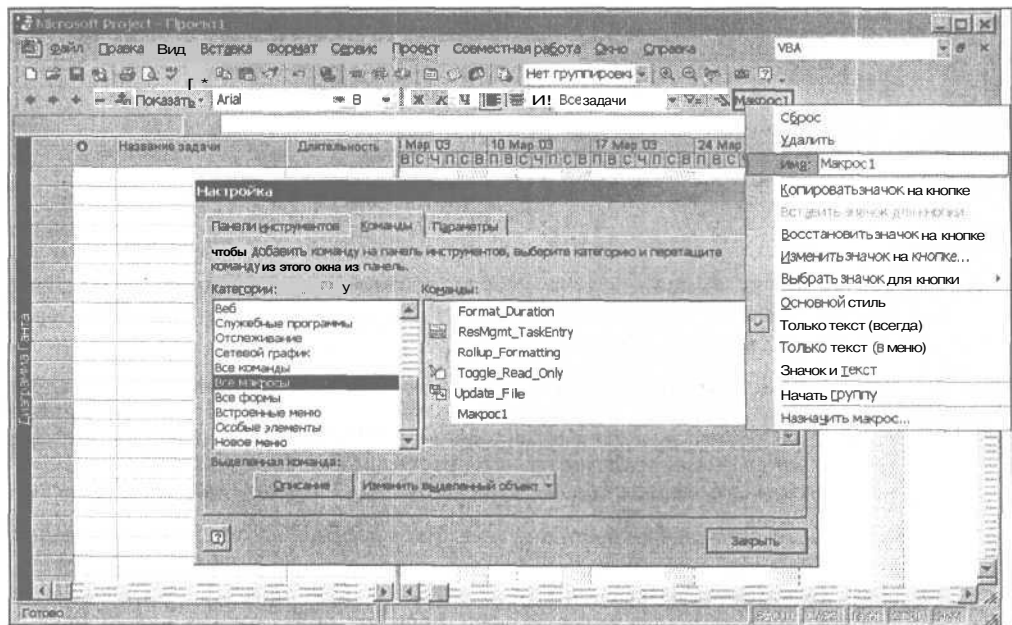 Microsoft Project - Проект1
Файл Правка Вид Вставка Формат Сервис Проект Совместная работа Окно Справка VBA
Нет группировки
Показать Arial 8 Ж К Ч И! Все задачи Макрос1
Название задачи Длительность
Мар 03 10 Мар 03 17 Мар 03 24 Мар
В С Ч П С В П В С Ч П С В П В С Ч П С В П В С Ч
Сброс
Удалить
Имя: Макрос1
Копировать значок на кнопке
Вставить значок для кнопки
Восстановить значок на кнопке
Изменить значок на кнопке...
Выбрать значок для кнопки
Основной стиль
Только текст (всегда)
Только текст (в меню)
Значок и текст
Начать группу
Назначить макрос...
Настройка
Панели инструментов Команды Параметры
чтобы добавить команду на панель инструментов, выберите категорию и перетащите
команду из этого окна из панель.
Категории: У Команды:
Веб
Служебные программы
Отслеживание
Сетевой график
Все команды
Все макросы
Все формы
Встроенные меню
Особые элементы
Новое меню
Format_Duration
ResMgmt_TaskEntry
Rollup_Formatting
Toggle_Read_Only
Update_File
Макрос1
Выделенная команда:
Описание Изменить выделенный объект
Закрыть
Диаграмма Ганта
Готово